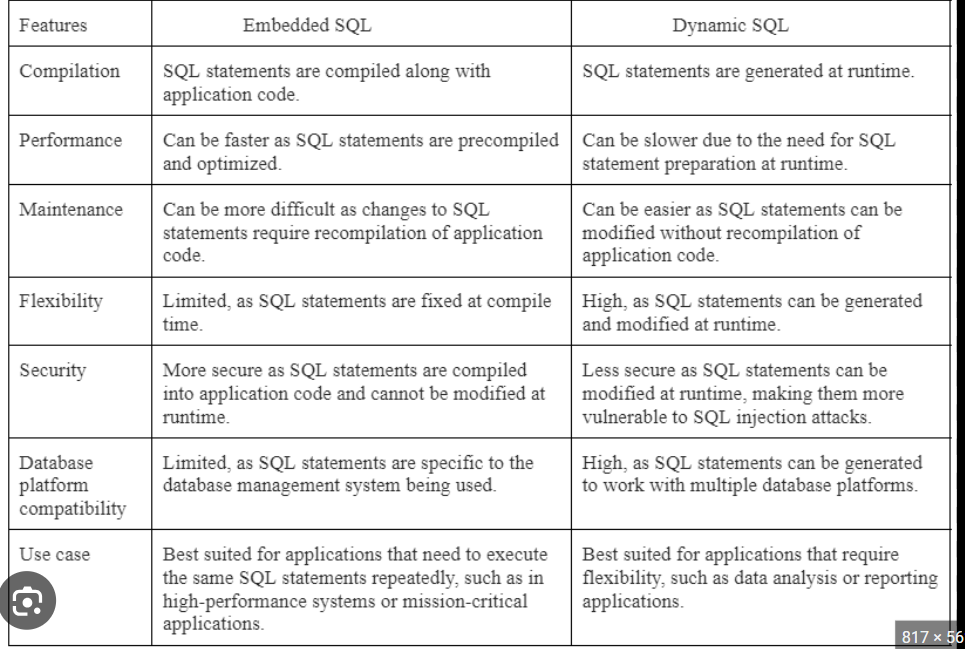 Features
Embedded SQL
Dynamic SQL
Compilation
SQL statements are compiled along with
application code.
SQL statements are generated at runtime.
Performance
Can be faster as SQL statements are precompiled
and optimized.
Can be slower due to the need for SQL
statement preparation at runtime.
Maintenance
Can be more difficult as changes to SQL
statements require recompilation of application
code.
Can be easier as SQL statements can be
modified without recompilation of
application code.
Flexibility
Limited, as SQL statements are fixed at compile
time.
High, as SQL statements can be generated
and modified at runtime.
Security
More secure as SQL statements are compiled
into application code and cannot be modified at
runtime.
Less secure as SQL statements can be
modified at runtime, making them more
vulnerable to SQL injection attacks.
Database
platform
compatibility
Limited, as SQL statements are specific to the
database management system being used.
High, as SQL statements can be generated
to work with multiple database platforms.
Use case
Best suited for applications that need to execute
the same SQL statements repeatedly, such as in
high-performance systems or mission-critical
applications.
Best suited for applications that require
flexibility, such as data analysis or reporting
applications.
817 × 56